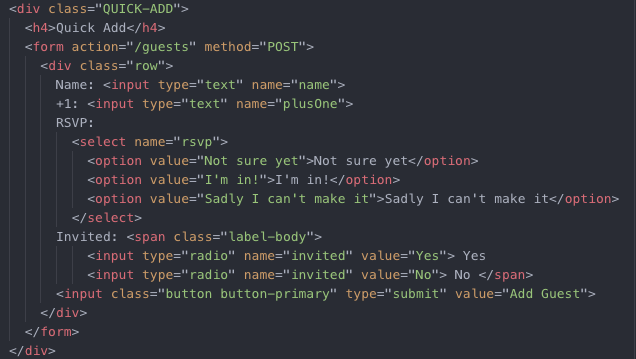 <div class="QUICK-ADD">
<h4>Quick Add</h4>
<form action="/guests" method="POST">
<div class="row">
Name: <input type="text" name="name">
+1: <input type="text" name="plusOne">
RSVP:
<select name="rsvp">
<option value="Not sure yet">Not sure yet</option>
<option value="I'm in!">I'm in!</option>
<option value="Sadly I can't make it">Sadly I can't make it</option>
</select>
Invited: <span class="label-body">
<input type="radio" name="invited" value="Yes"> Yes
<input type="radio" name="invited" value="No"> No </span>
<input class="button button-primary" type="submit" value="Add Guest">
</div>
</form>
</div>